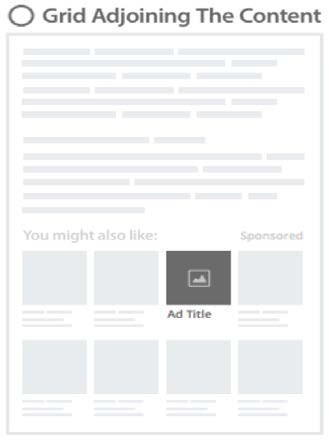 Grid Adjoining The Content
You might also like: Sponsored
Ad Title